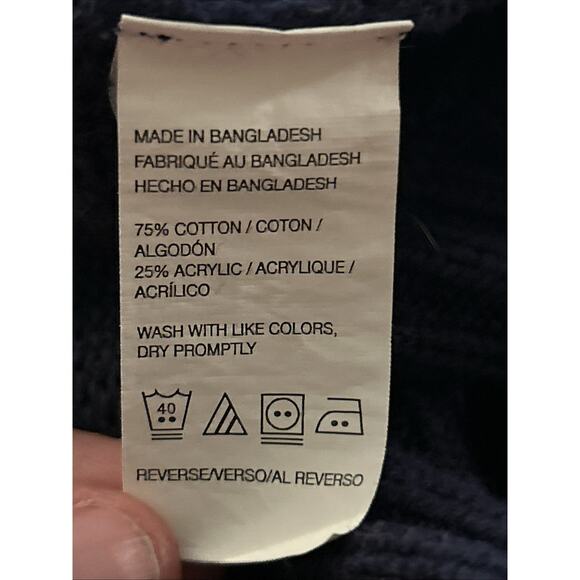 MADE IN BANGLADESH
FABRIQUÉ AU BANGLADESH
HECHO EN BANGLADESH
75% COTTON / COTON /
ALGODÓN
25% ACRYLIC / ACRYLIQUE /
ACRÍLICO
WASH WITH LIKE COLORS,
DRY PROMPTLY
40
REVERSE/VERSO/AL REVERSO